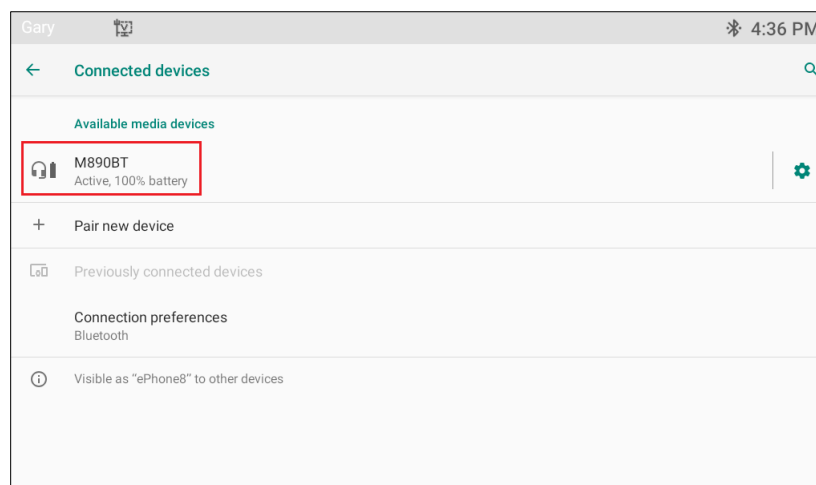 Gary 4:36 PM
Connected devices
Available media devices
M890BT
Active, 100% battery
Pair new device
Previously connected devices
Connection preferences
Bluetooth
Visible as “ePhone8” to other devices